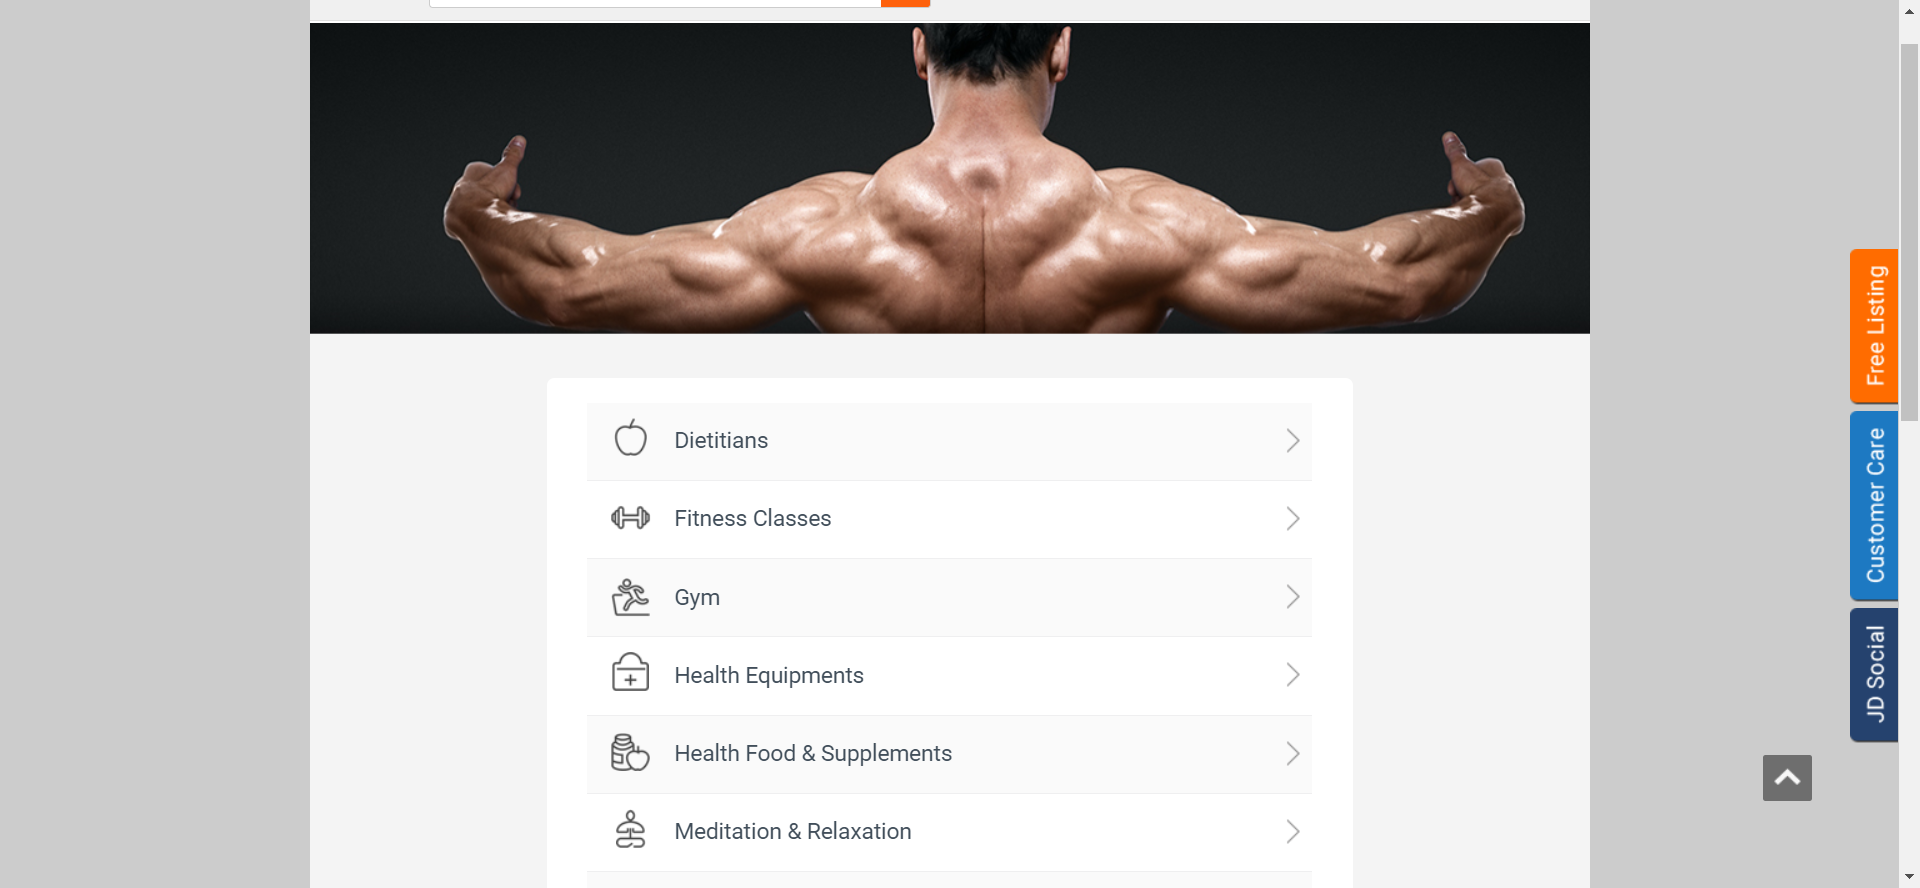 Dietitians
Fitness Classes
Gym
Health Equipments
Health Food & Supplements
Meditation & Relaxation
Free Listing
Customer Care
JD Social